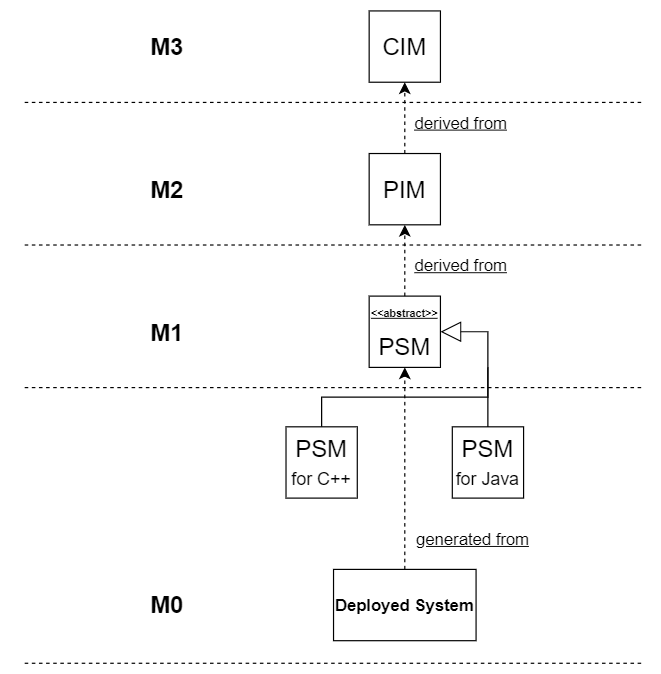 M3
CIM
derived from
M2
PIM
derived from
M1
<<abstract>>
PSM
PSM
for C++
PSM
for Java
generated from
M0
Deployed System